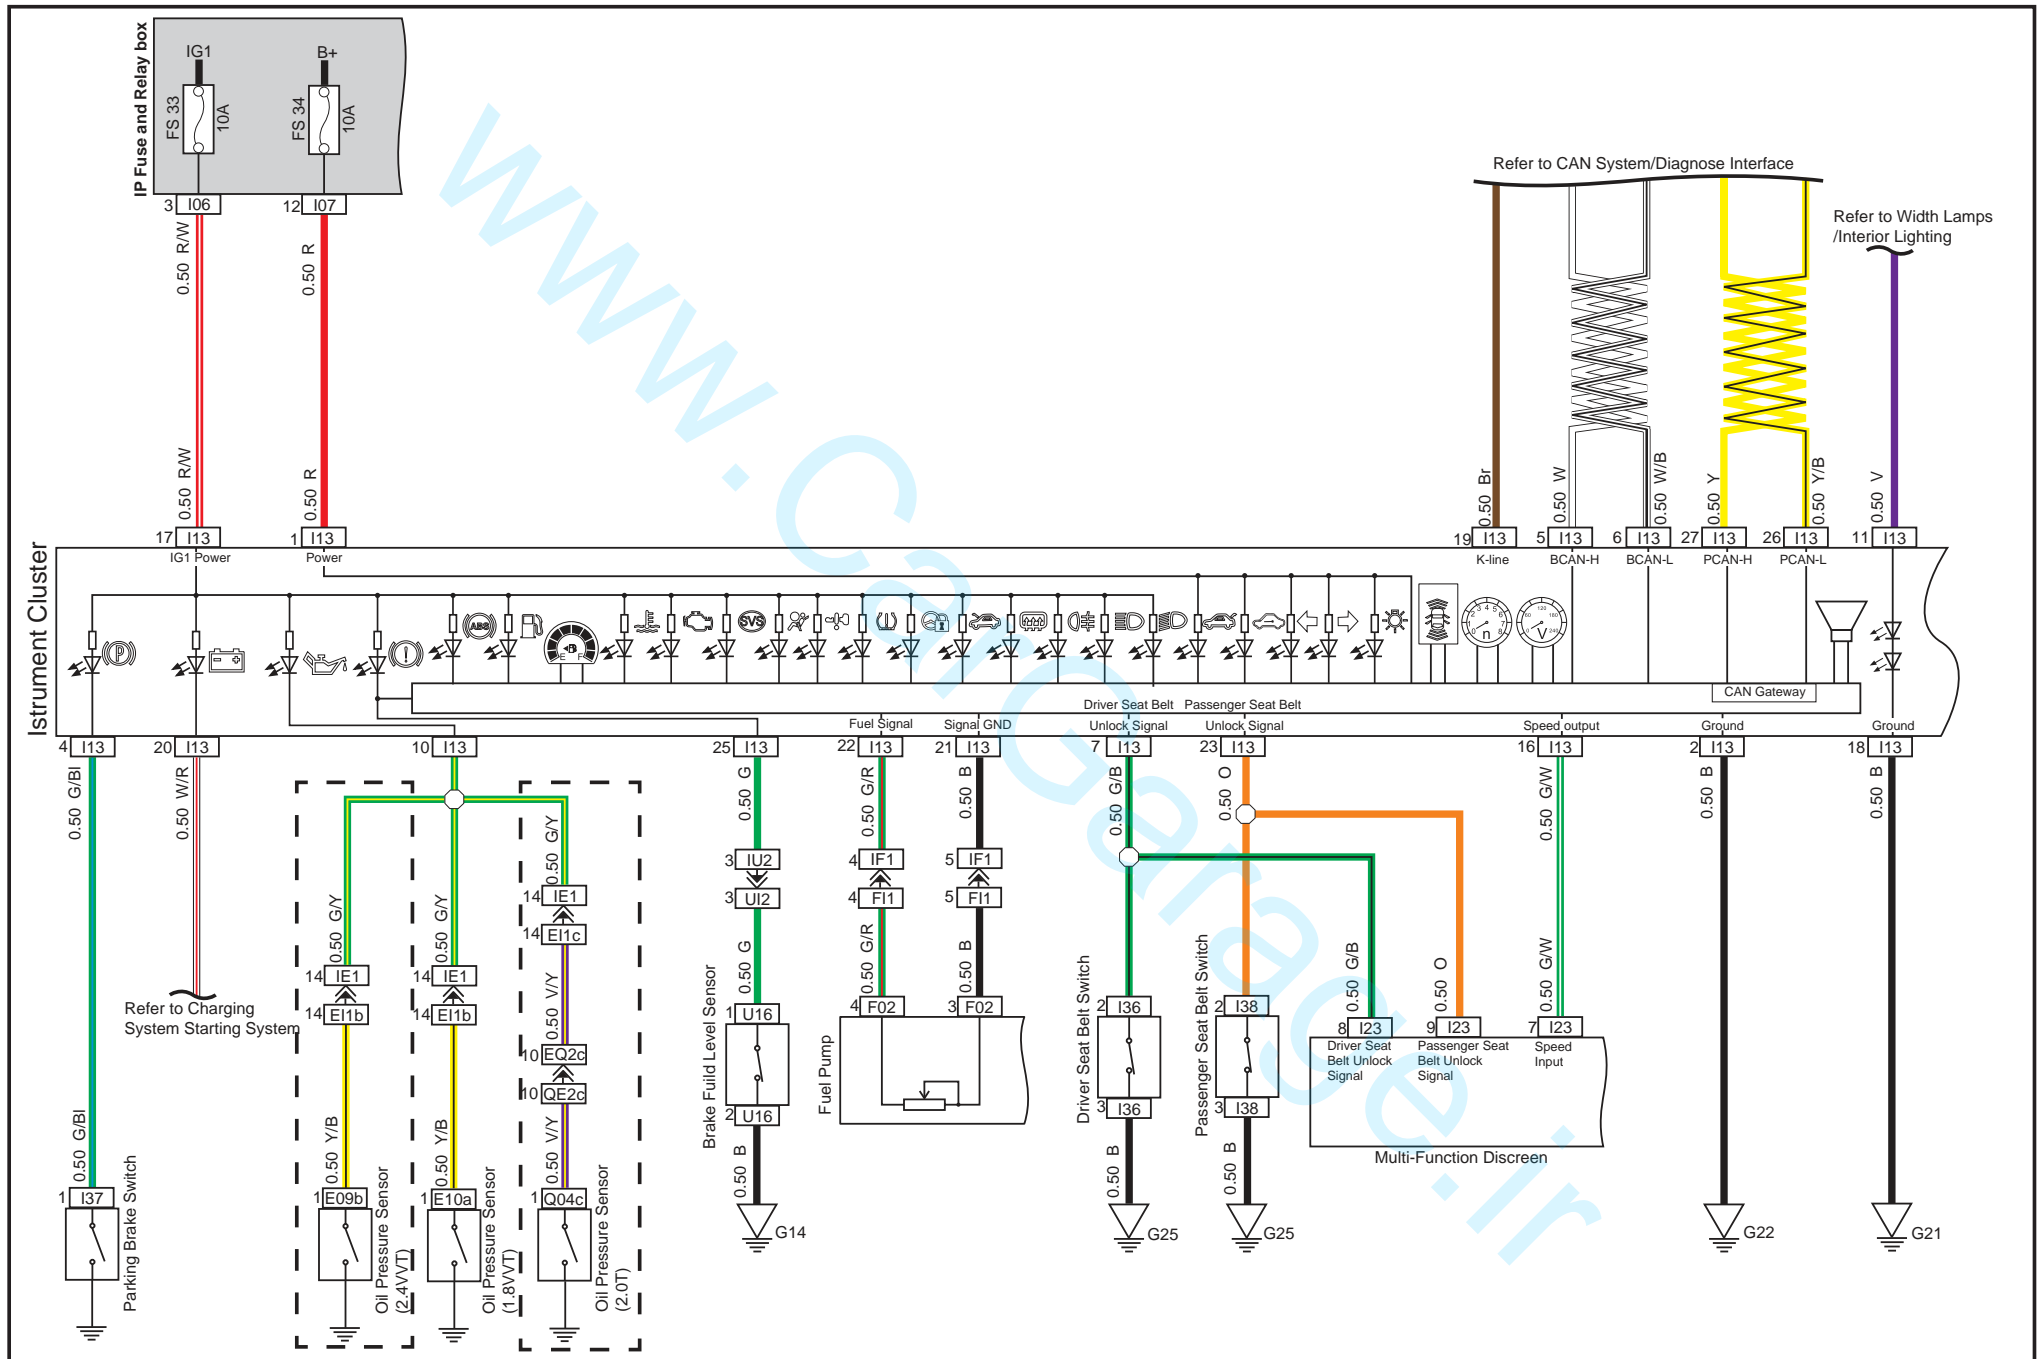 IP Fuse and Relay box
IG1
B+
FS 33
10A
FS 34
10A
3 I06
12 I07
0.50 R/W
0.50 R
0.50 R/W
0.50 R
17 I13
1 I13
Refer to CAN System/Diagnose Interface
Refer to Width Lamps
/Interior Lighting
0.50 Br
0.50 W
0.50 W/B
0.50 Y
0.50 Y/B
0.50 V
19 I13
5 I13
6 I13
27 I13
26 I13
11 I13
Istrument Cluster
IG1 Power
Power
K-line
BCAN-H
BCAN-L
PCAN-H
PCAN-L
P
ABS
E F
SVS
n
V
CAN Gateway
Driver Seat Belt
Unlock Signal
Passenger Seat Belt
Unlock Signal
Fuel Signal
Signal GND
Speed output
Ground
Ground
4 I13
20 I13
10 I13
25 I13
22 I13
21 I13
7 I13
23 I13
16 I13
2 I13
18 I13
0.50 G/Bl
0.50 W/R
0.50 G/Y
0.50 G/Y
0.50 G/Y
0.50 G
0.50 G/R
0.50 B
0.50 G/B
0.50 O
0.50 G/W
0.50 B
0.50 B
3 IU2
3 UI2
4 IF1
4 FI1
5 IF1
5 FI1
14 IE1
14 EI1c
14 IE1
14 EI1b
14 IE1
14 EI1b
Refer to Charging
System Starting System
0.50 V/Y
10 EQ2c
10 QE2c
0.50 G
0.50 G/R
0.50 B
0.50 G/B
0.50 O
0.50 G/W
1 U16
4 F02
3 F02
2 I36
2 I38
8 I23
9 I23
7 I23
Driver Seat
Belt Unlock
Signal
Passenger Seat
Belt Unlock
Signal
Speed
Input
Multi-Function Discreen
Brake Fuild Level Sensor
Fuel Pump
Driver Seat Belt Switch
Passenger Seat Belt Switch
2 U16
3 I36
3 I38
0.50 G/Bl
0.50 Y/B
0.50 Y/B
0.50 V/Y
0.50 B
0.50 B
0.50 B
1 I37
1 E09b
1 E10a
1 Q04c
Parking Brake Switch
Oil Pressure Sensor
(2.4VVT)
Oil Pressure Sensor
(1.8VVT)
Oil Pressure Sensor
(2.0T)
G14
G25
G25
G22
G21
www.CarGarage.ir